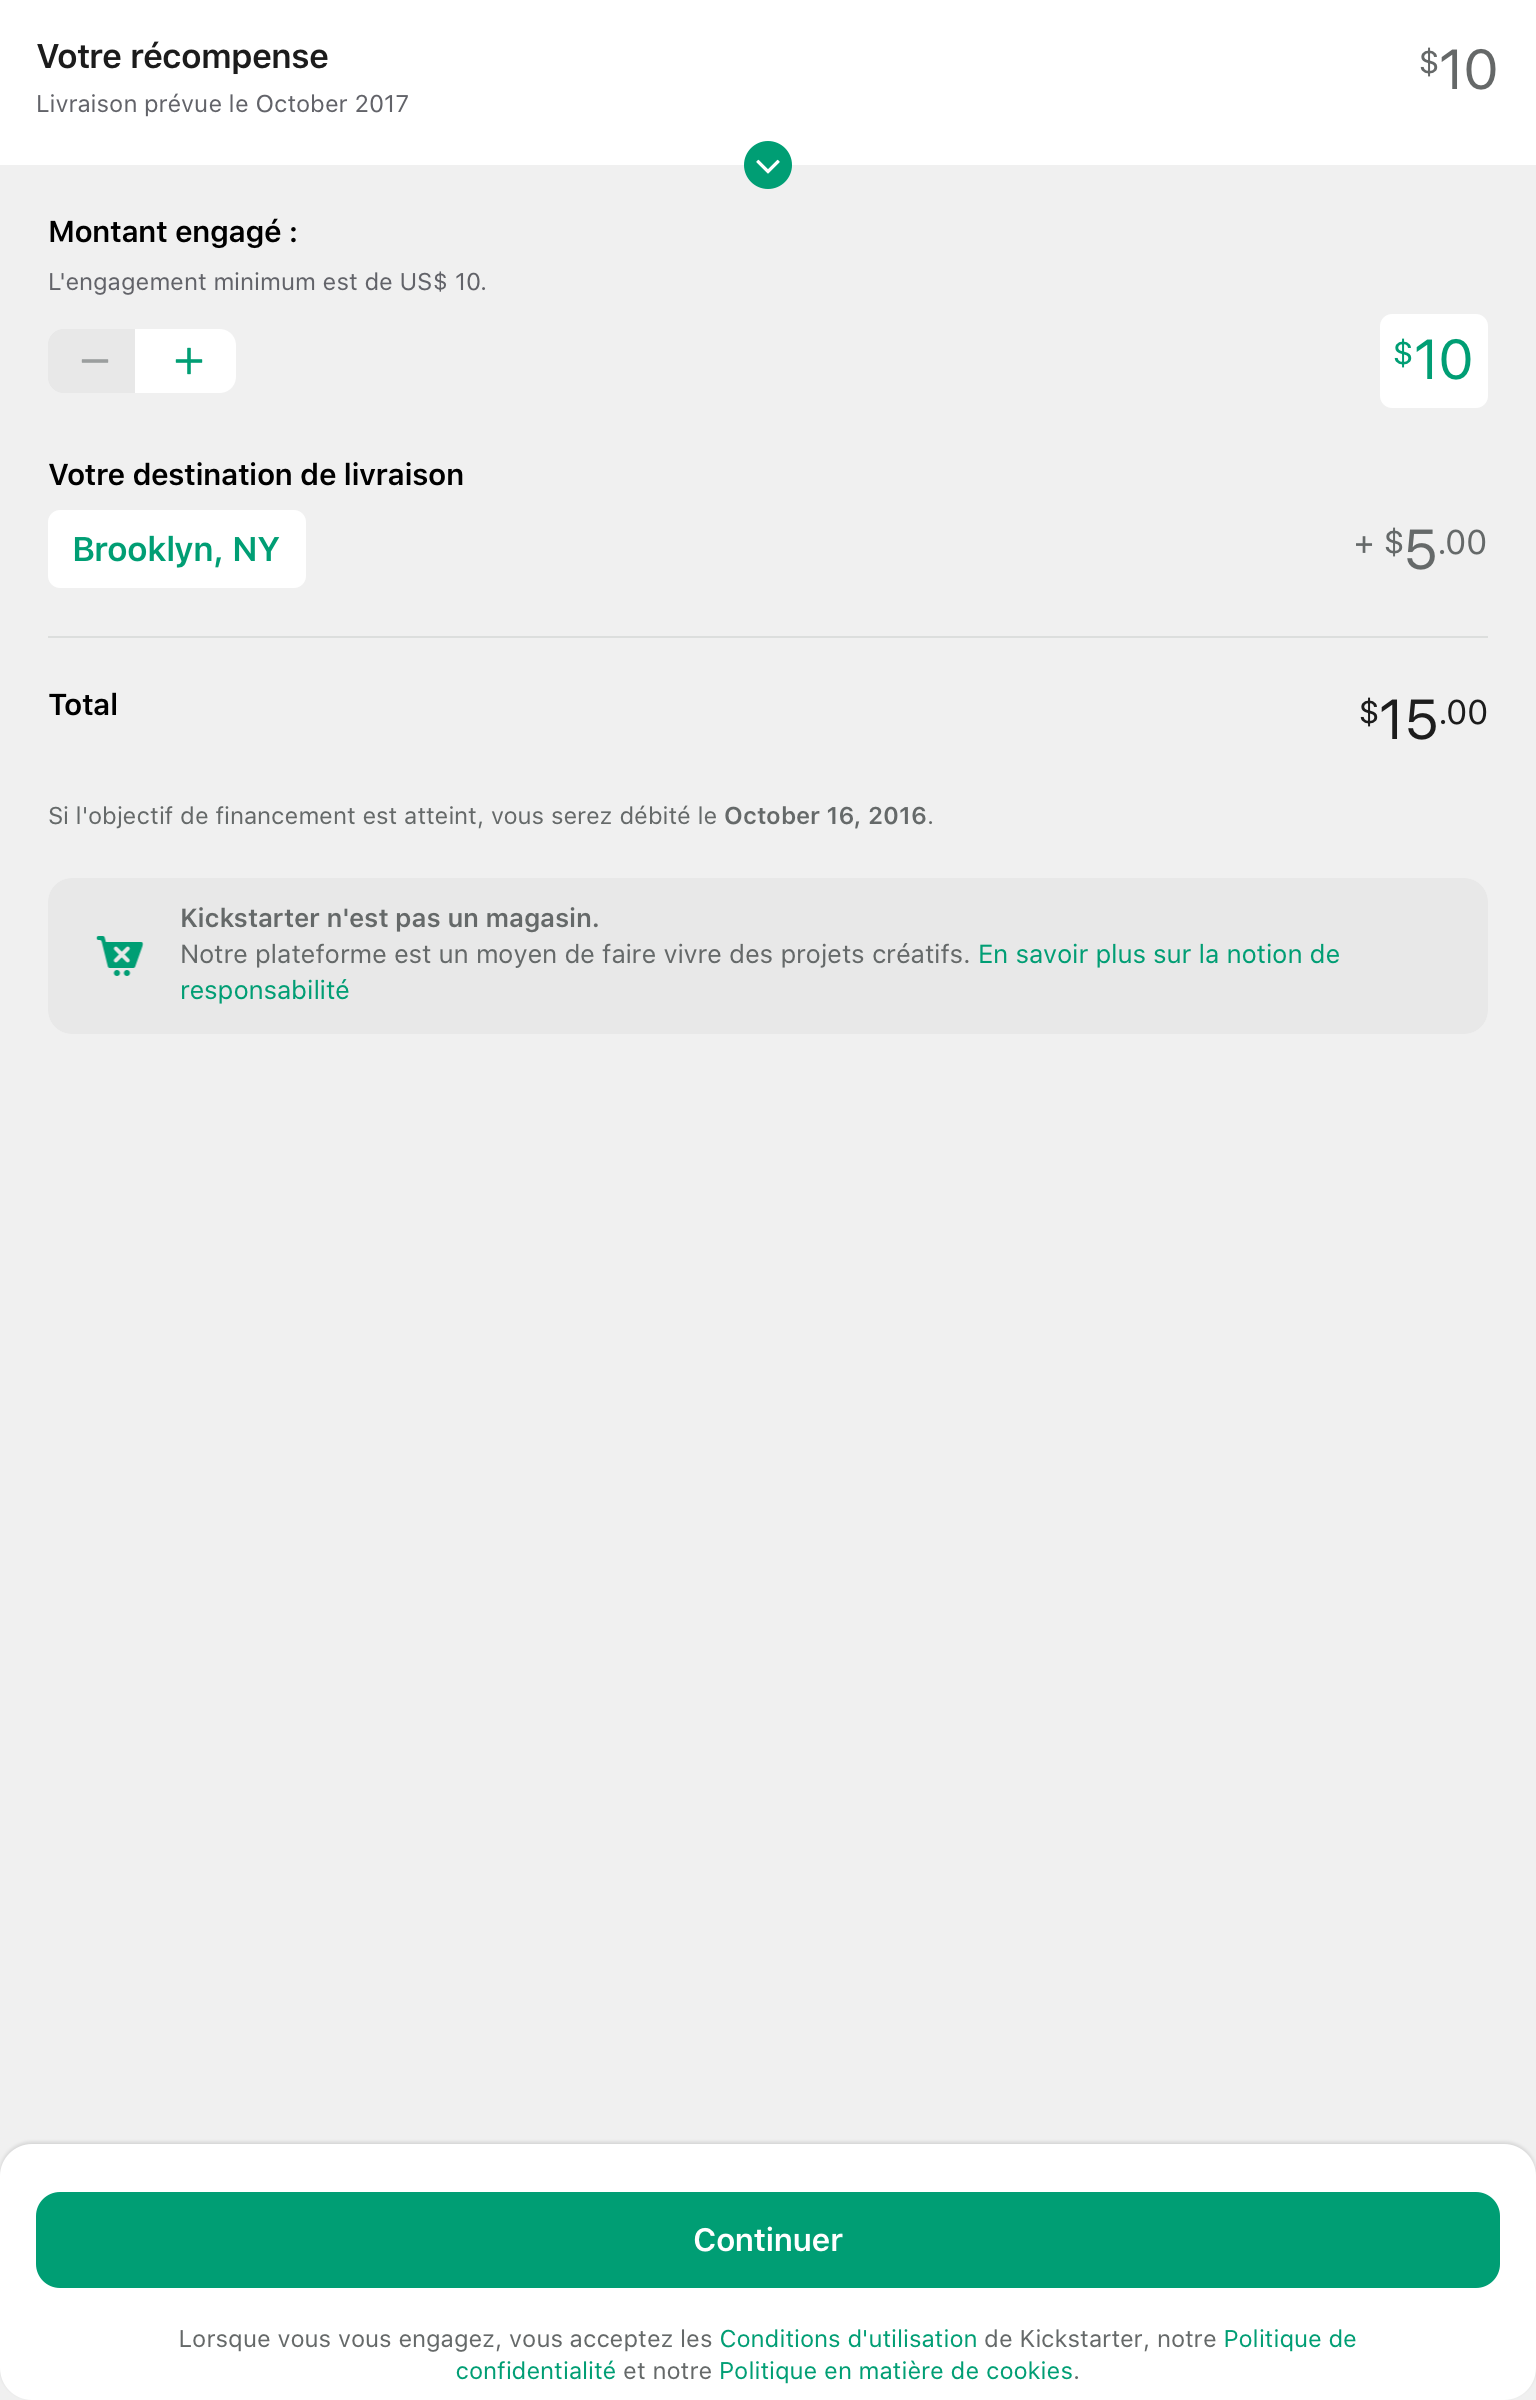 Votre récompense
$10
Livraison prévue le October 2017
Montant engagé :
L'engagement minimum est de US$ 10.
$10
Votre destination de livraison
Brooklyn, NY
+ $5.00
Total
$15.00
Si l'objectif de financement est atteint, vous serez débité le October 16, 2016.
Kickstarter n'est pas un magasin.
Notre plateforme est un moyen de faire vivre des projets créatifs. En savoir plus sur la notion de
responsabilité
Continuer
Lorsque vous vous engagez, vous acceptez les Conditions d'utilisation de Kickstarter, notre Politique de
confidentialité et notre Politique en matière de cookies.